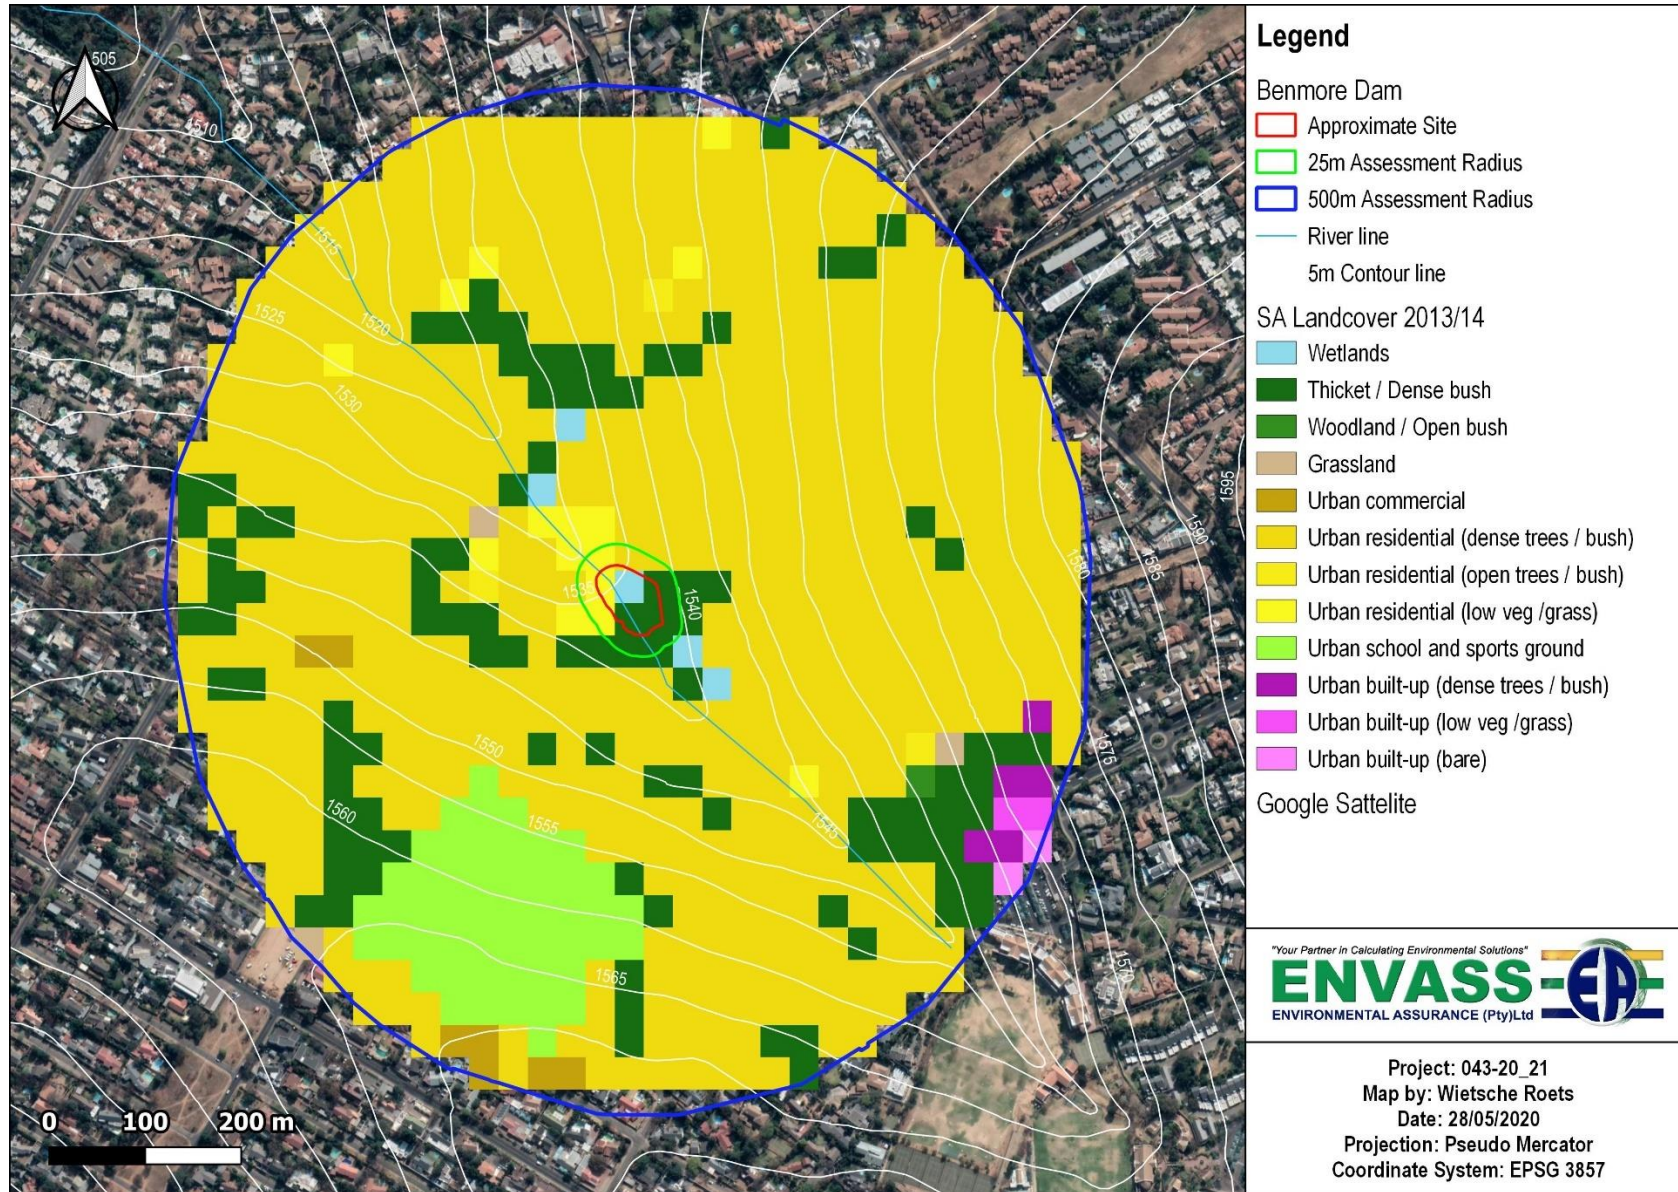 505
1510
1515
1520
1525
1530
1535
1540
1545
1550
1555
1560
1565
1570
1575
1580
1585
1590
1595
0 100 200 m
Legend
Benmore Dam
Approximate Site
25m Assessment Radius
500m Assessment Radius
River line
5m Contour line
SA Landcover 2013/14
Wetlands
Thicket / Dense bush
Woodland / Open bush
Grassland
Urban commercial
Urban residential (dense trees / bush)
Urban residential (open trees / bush)
Urban residential (low veg /grass)
Urban school and sports ground
Urban built-up (dense trees / bush)
Urban built-up (low veg /grass)
Urban built-up (bare)
Google Sattelite
"Your Partner in Calculating Environmental Solutions"
ENVASS
EA
ENVIRONMENTAL ASSURANCE (Pty)Ltd
Project: 043-20_21
Map by: Wietsche Roets
Date: 28/05/2020
Projection: Pseudo Mercator
Coordinate System: EPSG 3857